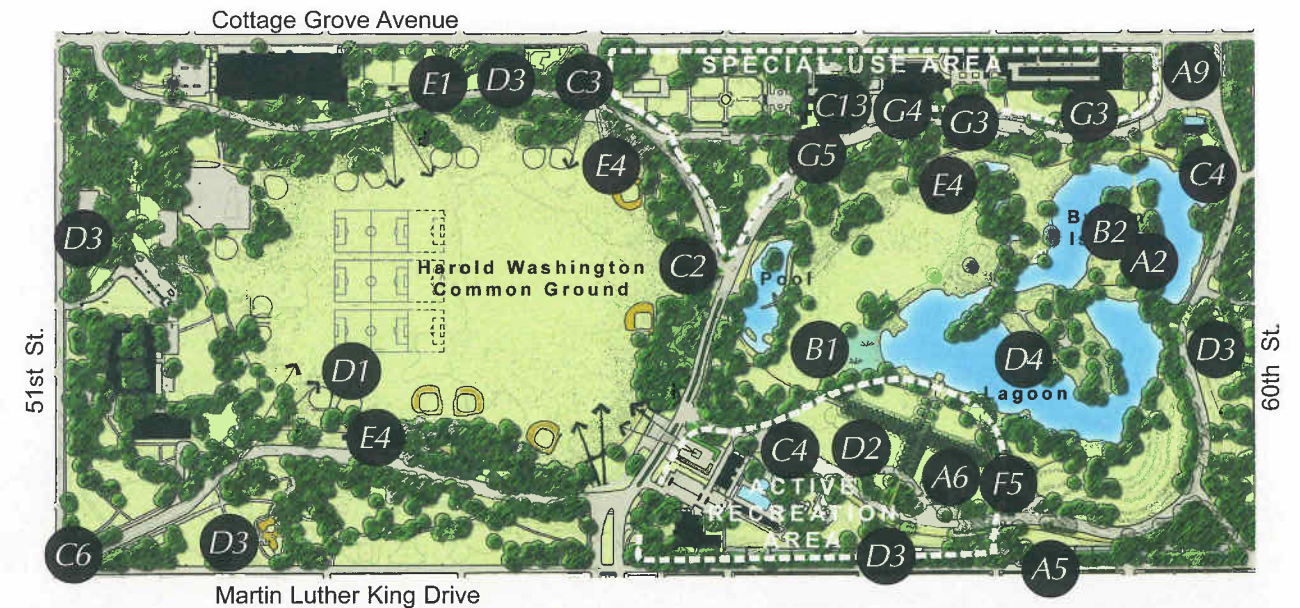 Cottage Grove Avenue
SPECIAL USE AREA
E1
D3
C3
A9
C13
G4
G3
G3
G5
E4
E4
C4
D3
B2
A2
C2
Harold Washington
Common Ground
Pool
51st St.
60th St.
D1
B1
D4
D3
Lagoon
E4
C4
D2
A6
F5
ACTIVE
RECREATION
AREA
C6
D3
D3
A5
Martin Luther King Drive